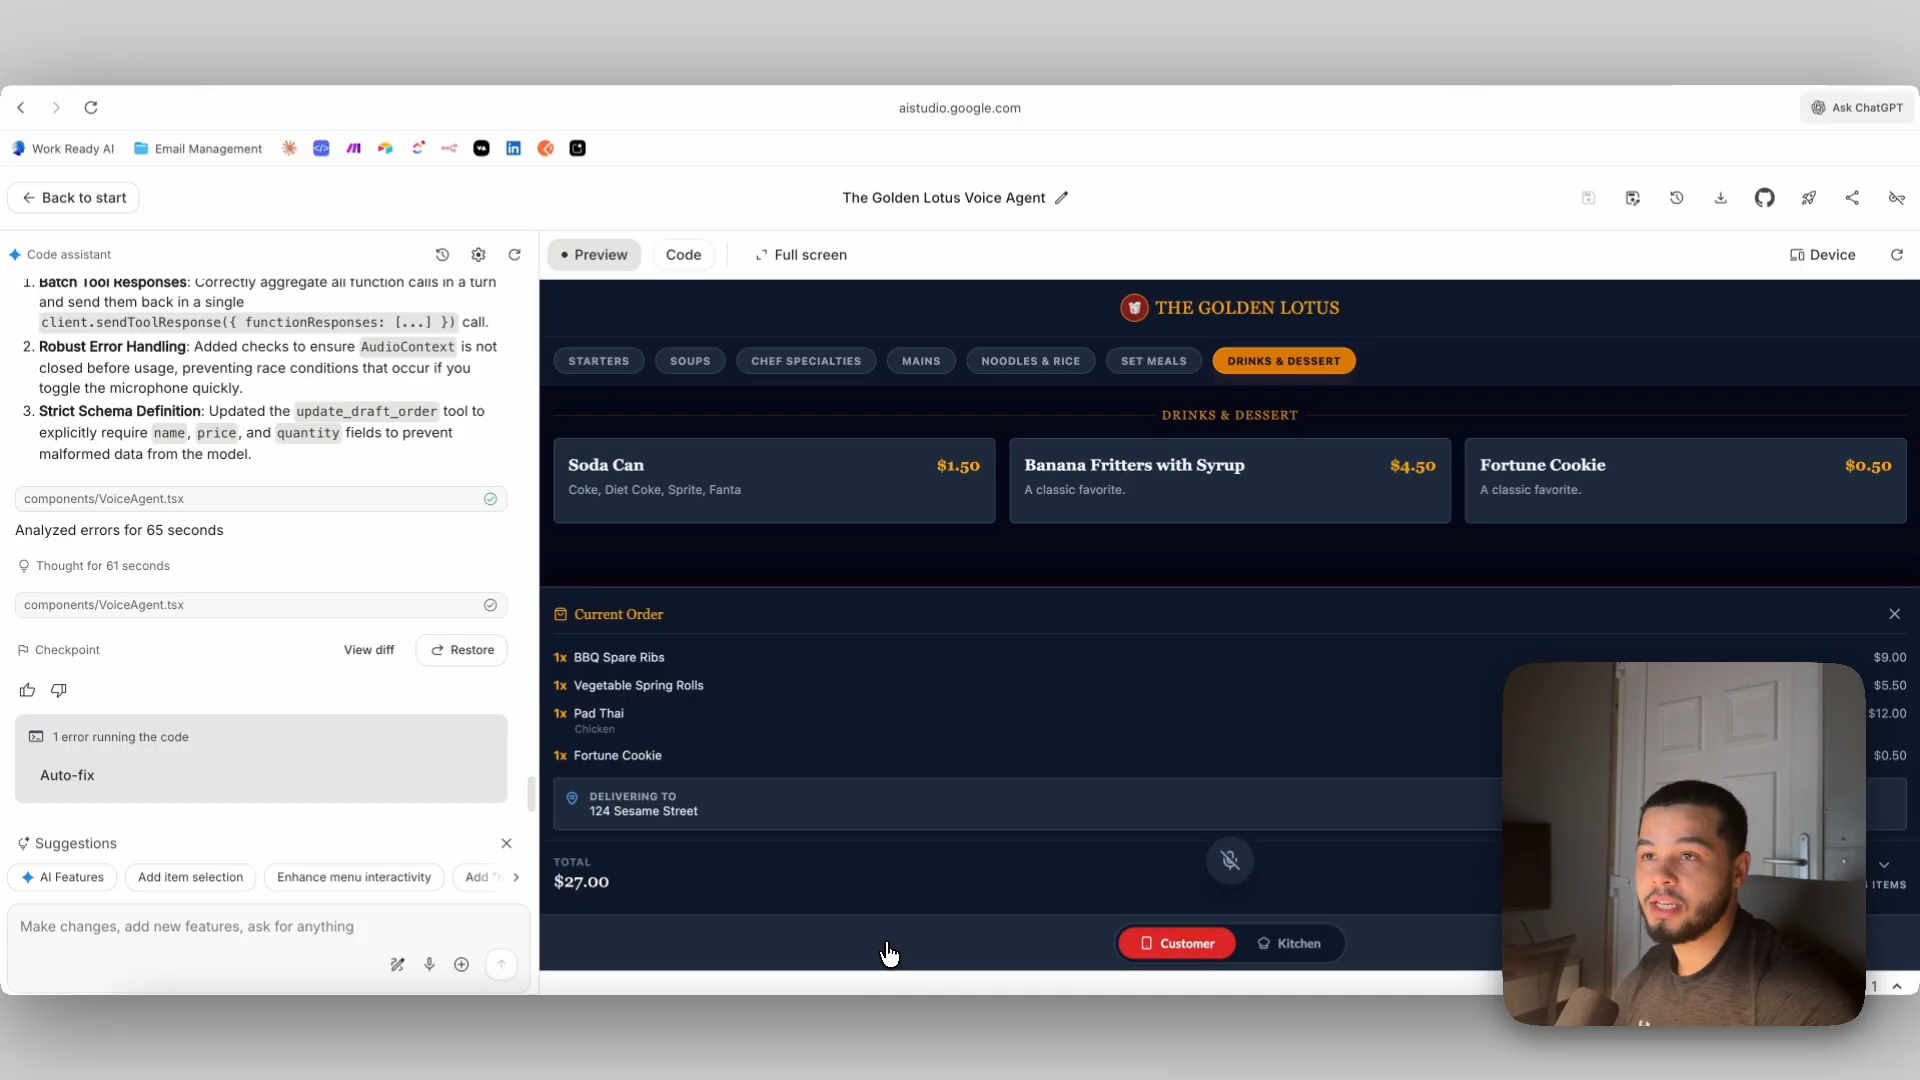 aistudio.google.com
Ask ChatGPT
Work Ready AI
Email Management
Back to start
The Golden Lotus Voice Agent
Code assistant
Preview
Code
Full screen
Device
1. Batch Tool Responses: Correctly aggregate all function calls in a turn
and send them back in a single
client.sendToolResponse({ functionResponses: [...] }) call.
2. Robust Error Handling: Added checks to ensure AudioContext is not
closed before usage, preventing race conditions that occur if you
toggle the microphone quickly.
3. Strict Schema Definition: Updated the update_draft_order tool to
explicitly require name, price, and quantity fields to prevent
malformed data from the model.
components/VoiceAgent.tsx
Analyzed errors for 65 seconds
Thought for 61 seconds
components/VoiceAgent.tsx
Checkpoint
View diff
Restore
1 error running the code
Auto-fix
Suggestions
AI Features
Add item selection
Enhance menu interactivity
Add
Make changes, add new features, ask for anything
THE GOLDEN LOTUS
STARTERS
SOUPS
CHEF SPECIALTIES
MAINS
NOODLES & RICE
SET MEALS
DRINKS & DESSERT
DRINKS & DESSERT
Soda Can $1.50
Coke, Diet Coke, Sprite, Fanta
Banana Fritters with Syrup $4.50
A classic favorite.
Fortune Cookie $0.50
A classic favorite.
Current Order
1x BBQ Spare Ribs $9.00
1x Vegetable Spring Rolls $5.50
1x Pad Thai $12.00
Chicken
1x Fortune Cookie $0.50
DELIVERING TO
124 Sesame Street
TOTAL
$27.00
ITEMS
Customer
Kitchen
1